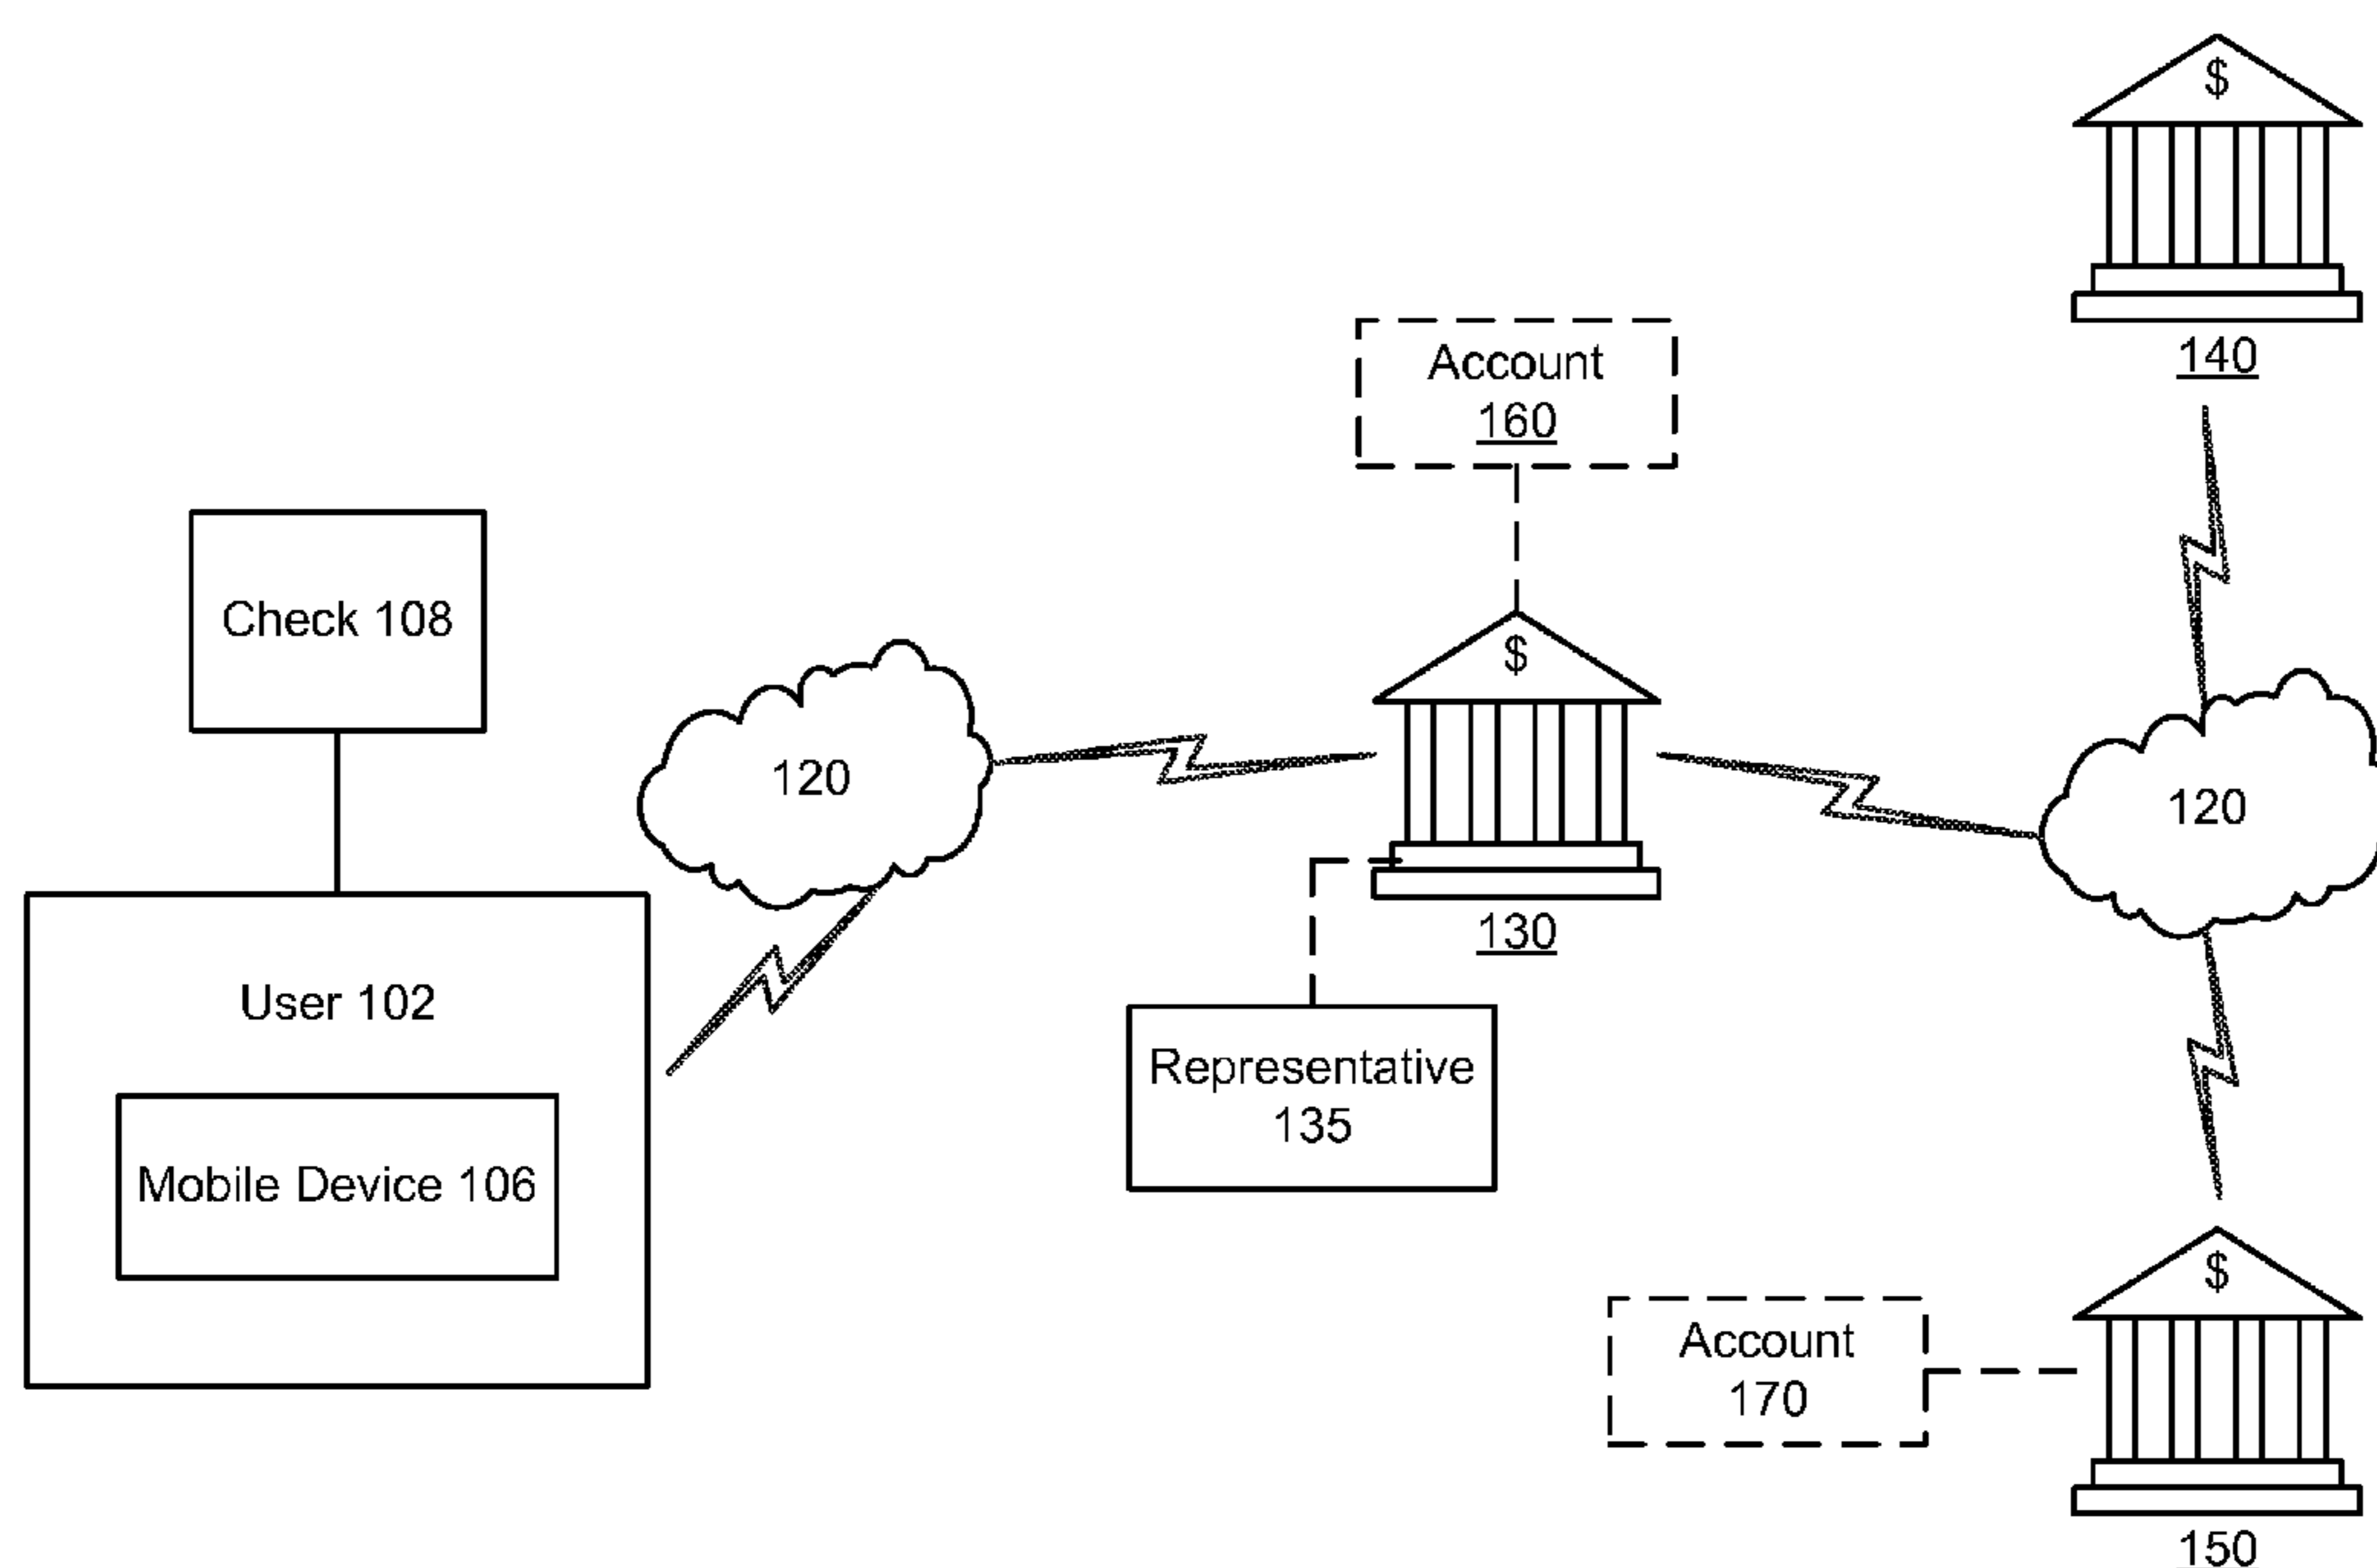 $
140
Account
160
Check 108
$
120
120
130
User 102
Representative
135
Mobile Device 106
$
Account
170
150